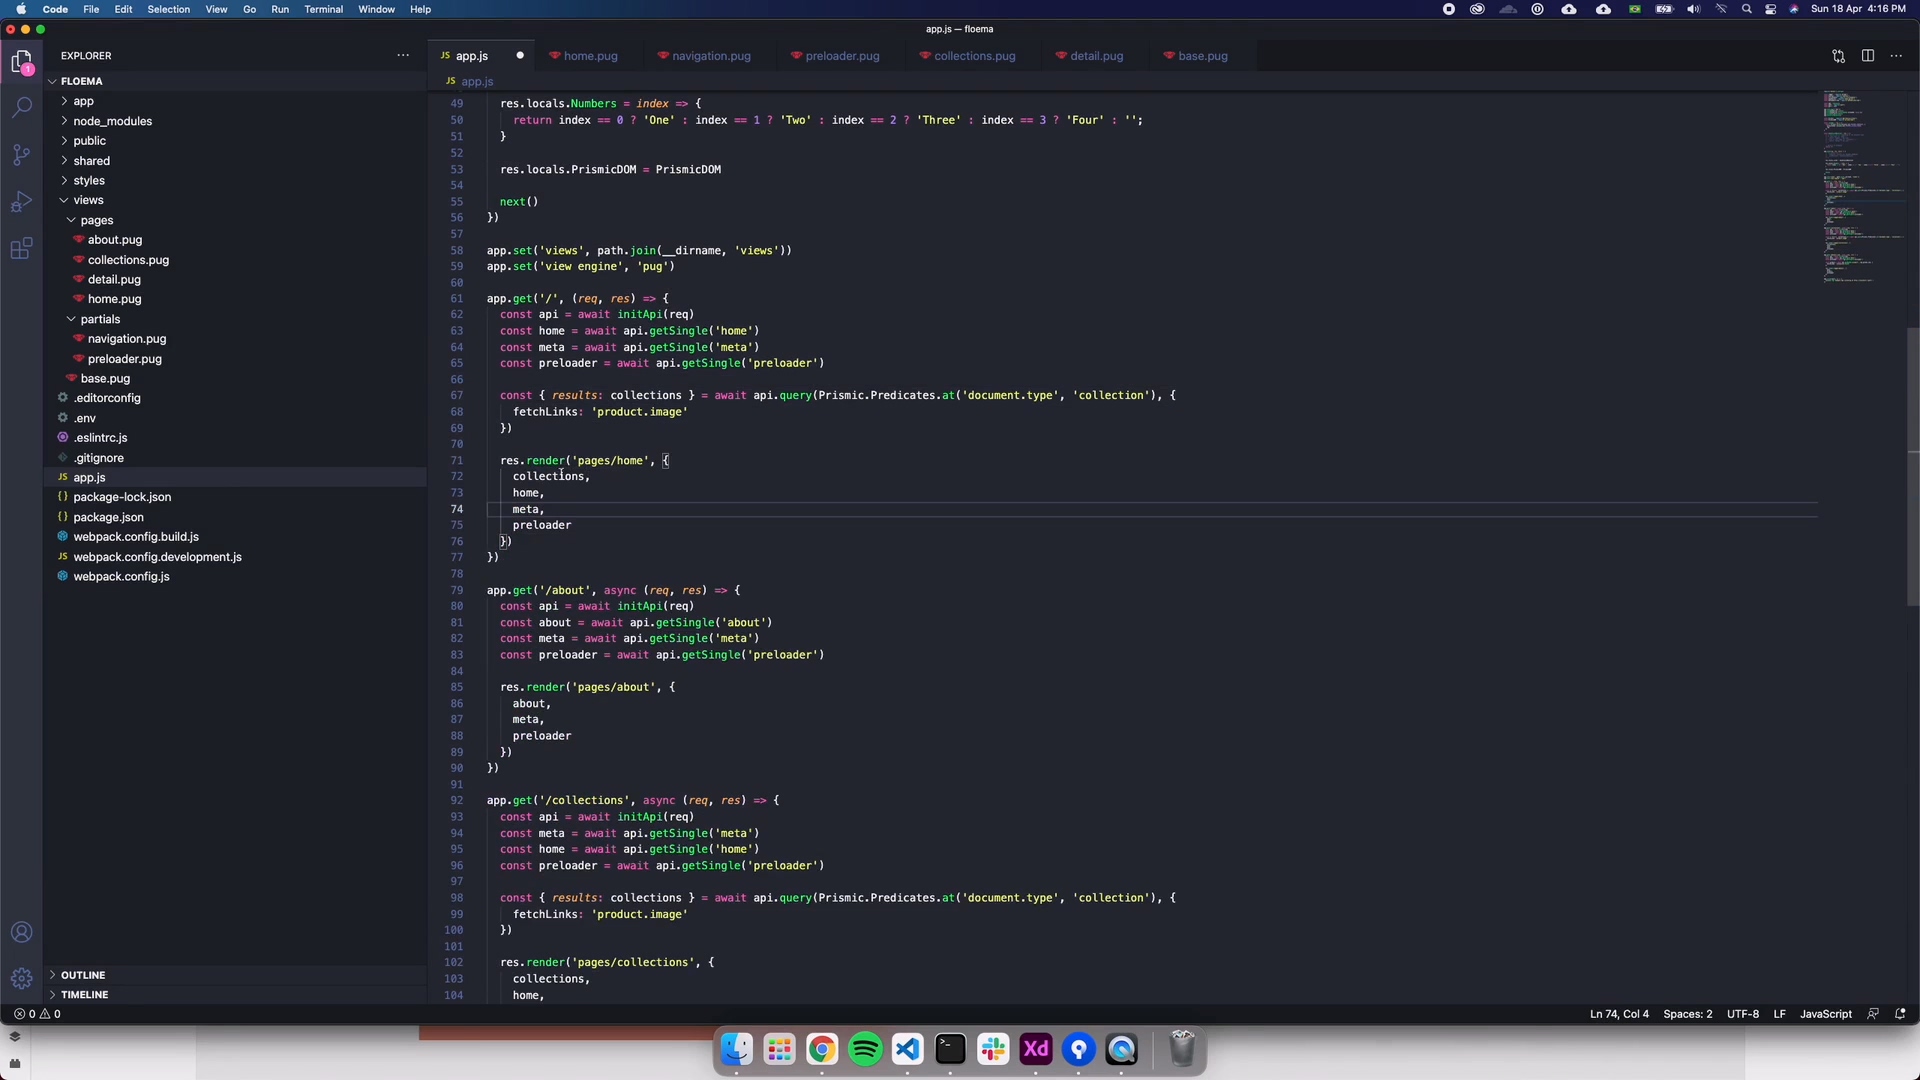 Code File Edit Selection View Go Run Terminal Window Help Sun 18 Apr 4:16 PM
app.js — floema
EXPLORER
1
FLOEMA
app
node_modules
public
shared
styles
views
pages
about.pug
collections.pug
detail.pug
home.pug
partials
navigation.pug
preloader.pug
base.pug
.editorconfig
.env
.eslintrc.js
.gitignore
JS app.js
{} package-lock.json
{} package.json
webpack.config.build.js
JS webpack.config.development.js
webpack.config.js
OUTLINE
TIMELINE
JS app.js home.pug navigation.pug preloader.pug collections.pug detail.pug base.pug
JS app.js
49 res.locals.Numbers = index => {
50 return index == 0 ? 'One' : index == 1 ? 'Two' : index == 2 ? 'Three' : index == 3 ? 'Four' : '';
51 }
52
53 res.locals.PrismicDOM = PrismicDOM
54
55 next()
56 })
57
58 app.set('views', path.join(__dirname, 'views'))
59 app.set('view engine', 'pug')
60
61 app.get('/', (req, res) => {
62 const api = await initApi(req)
63 const home = await api.getSingle('home')
64 const meta = await api.getSingle('meta')
65 const preloader = await api.getSingle('preloader')
66
67 const { results: collections } = await api.query(Prismic.Predicates.at('document.type', 'collection'), {
68 fetchLinks: 'product.image'
69 })
70
71 res.render('pages/home', {
72 collections,
73 home,
74 meta,
75 preloader
76 })
77 })
78
79 app.get('/about', async (req, res) => {
80 const api = await initApi(req)
81 const about = await api.getSingle('about')
82 const meta = await api.getSingle('meta')
83 const preloader = await api.getSingle('preloader')
84
85 res.render('pages/about', {
86 about,
87 meta,
88 preloader
89 })
90 })
91
92 app.get('/collections', async (req, res) => {
93 const api = await initApi(req)
94 const meta = await api.getSingle('meta')
95 const home = await api.getSingle('home')
96 const preloader = await api.getSingle('preloader')
97
98 const { results: collections } = await api.query(Prismic.Predicates.at('document.type', 'collection'), {
99 fetchLinks: 'product.image'
100 })
101
102 res.render('pages/collections', {
103 collections,
104 home,
0 0 Ln 74, Col 4 Spaces: 2 UTF-8 LF JavaScript
Xd